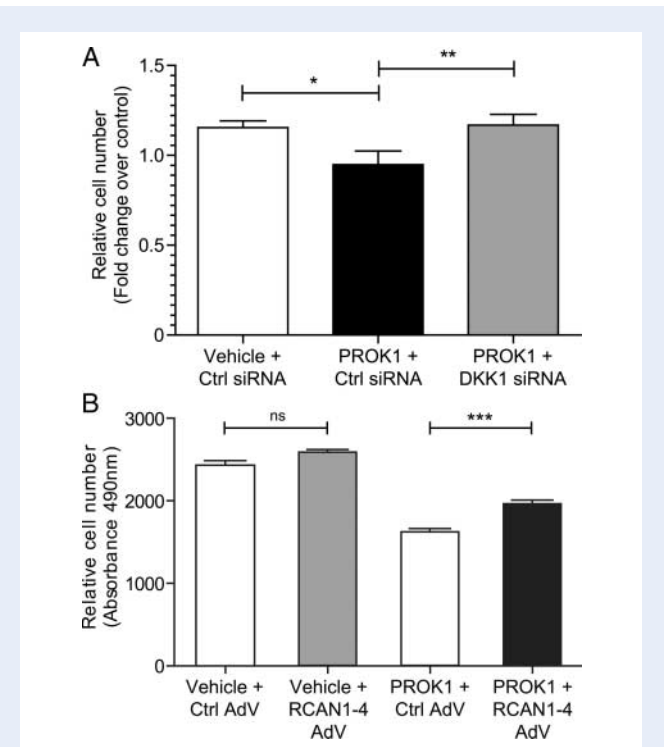 A
Relative cell number
(Fold change over control)
1.5
1.0
0.5
0
*
**
Vehicle +
Ctrl siRNA
PROK1 +
Ctrl siRNA
PROK1 +
DKK1 siRNA
B
Relative cell number
(Absorbance 490nm)
3000
2000
1000
0
ns
***
Vehicle +
Ctrl AdV
Vehicle +
RCAN1-4
AdV
PROK1 +
Ctrl AdV
PROK1 +
RCAN1-4
AdV